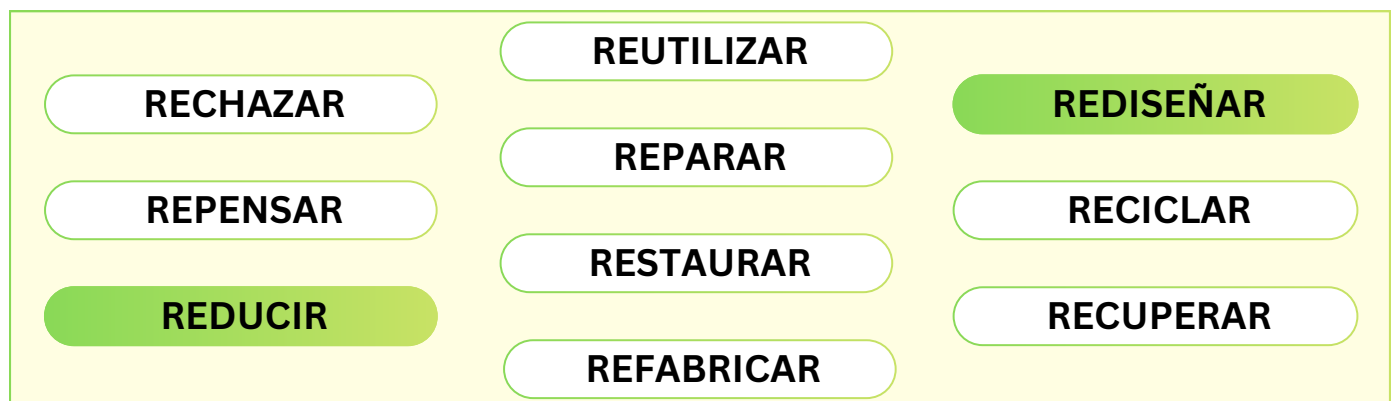 RECHAZAR
REPENSAR
REDUCIR
REUTILIZAR
REPARAR
RESTAURAR
REFABRICAR
REDISEÑAR
RECICLAR
RECUPERAR